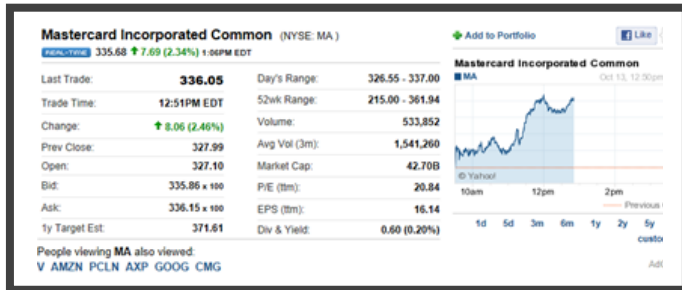 Mastercard Incorporated Common (NYSE: MA )
REAL-TIME 335.68 7.69 (2.34%) 1:06PM EDT
Last Trade: 336.05
Trade Time: 12:51PM EDT
Change: 8.06 (2.46%)
Prev Close: 327.99
Open: 327.10
Bid: 335.86 x 100
Ask: 336.15 x 100
1y Target Est: 371.61
Day's Range: 326.55 - 337.00
52wk Range: 215.00 - 361.94
Volume: 533,852
Avg Vol (3m): 1,541,260
Market Cap: 42.70B
P/E (ttm): 20.84
EPS (ttm): 16.14
Div & Yield: 0.60 (0.20%)
People viewing MA also viewed:
V AMZN PCLN AXP GOOG CMG
Add to Portfolio
Like
Mastercard Incorporated Common
MA Oct 13, 12:50pm
© Yahoo!
10am 12pm 2pm
Previous
1d 5d 3m 6m 1y 2y 5y
custo